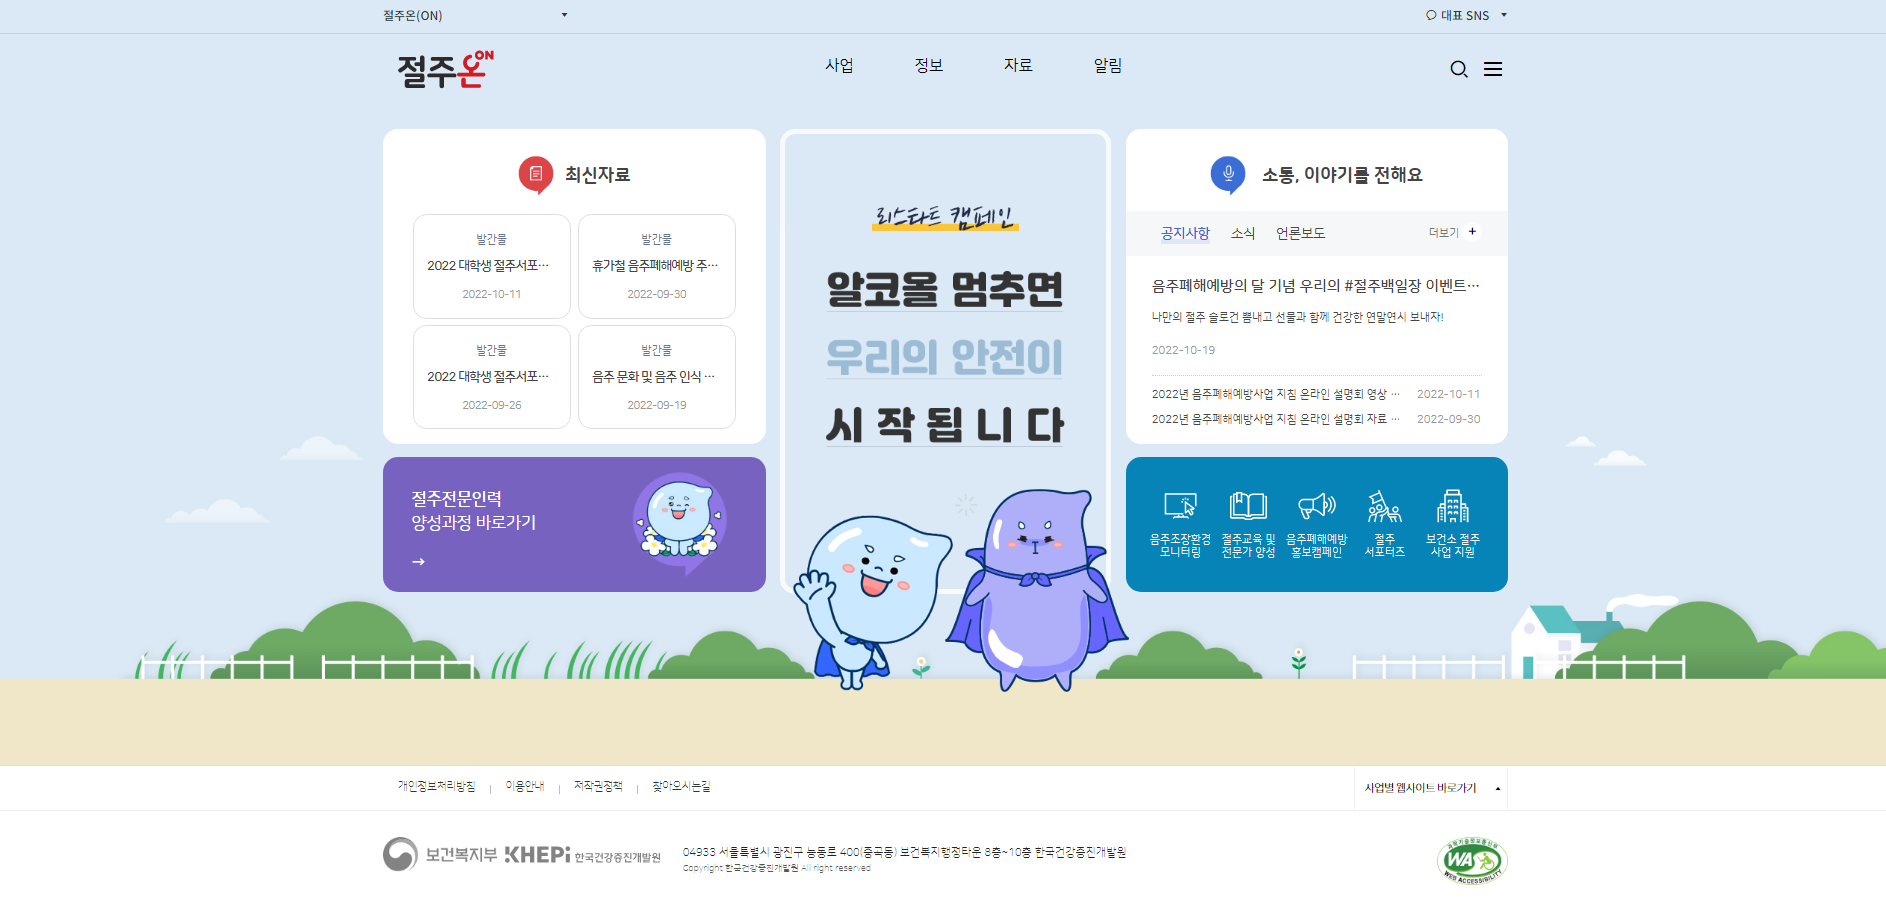 절주온(ON)
대표 SNS
절주온 ON
사업
정보
자료
알림
최신자료
발간물
2022 대학생 절주서포…
2022-10-11
발간물
휴가철 음주폐해예방 주…
2022-09-30
발간물
2022 대학생 절주서포…
2022-09-26
발간물
음주 문화 및 음주 인식 …
2022-09-19
절주전문인력
양성과정 바로가기
리스타트 캠페인
알코올 멈추면
우리의 안전이
시작됩니다
소통, 이야기를 전해요
공지사항
소식
언론보도
더보기 +
음주폐해예방의 달 기념 우리의 #절주백일장 이벤트…
나만의 절주 슬로건 뽐내고 선물과 함께 건강한 연말연시 보내자!
2022-10-19
2022년 음주폐해예방사업 지침 온라인 설명회 영상 … 2022-10-11
2022년 음주폐해예방사업 지침 온라인 설명회 자료 … 2022-09-30
음주조장환경
모니터링
절주교육 및
전문가 양성
음주폐해예방
홍보캠페인
절주
서포터즈
보건소 절주
사업 지원
개인정보처리방침
이용안내
저작권정책
찾아오시는길
사업별 웹사이트 바로가기
보건복지부 KHEPi 한국건강증진개발원
04933 서울특별시 광진구 능동로 400(중곡동) 보건복지행정타운 8층~10층 한국건강증진개발원
Copyright 한국건강증진개발원 All right reserved
과학기술정보통신부
WA
WEB ACCESSIBILITY